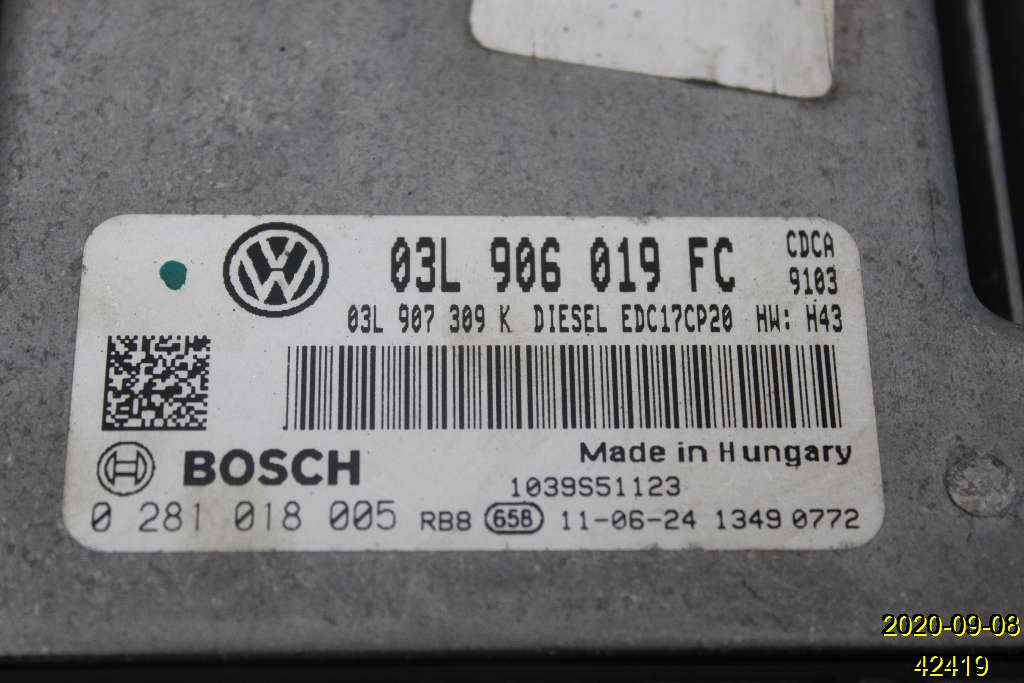 03L 906 019 FC
CDCA
9103
03L 907 309 K DIESEL EDC17CP20 HW: H43
BOSCH
Made in Hungary
1039S51123
0 281 018 005 RB8 658 11-06-24 1349 0772
2020-09-08
42419